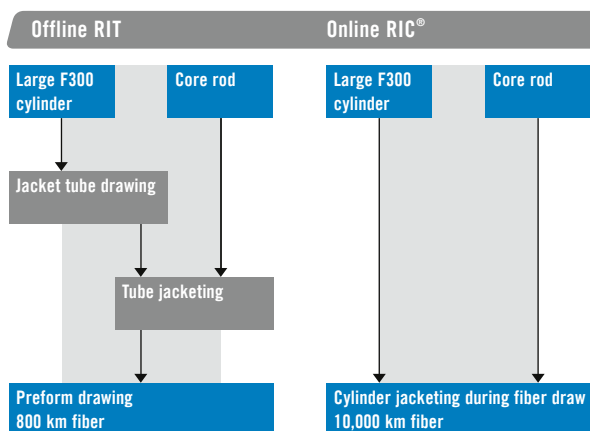 Offline RIT
Online RIC®
Large F300
cylinder
Core rod
Large F300
cylinder
Core rod
Jacket tube drawing
Tube jacketing
Preform drawing
800 km fiber
Cylinder jacketing during fiber draw
10,000 km fiber